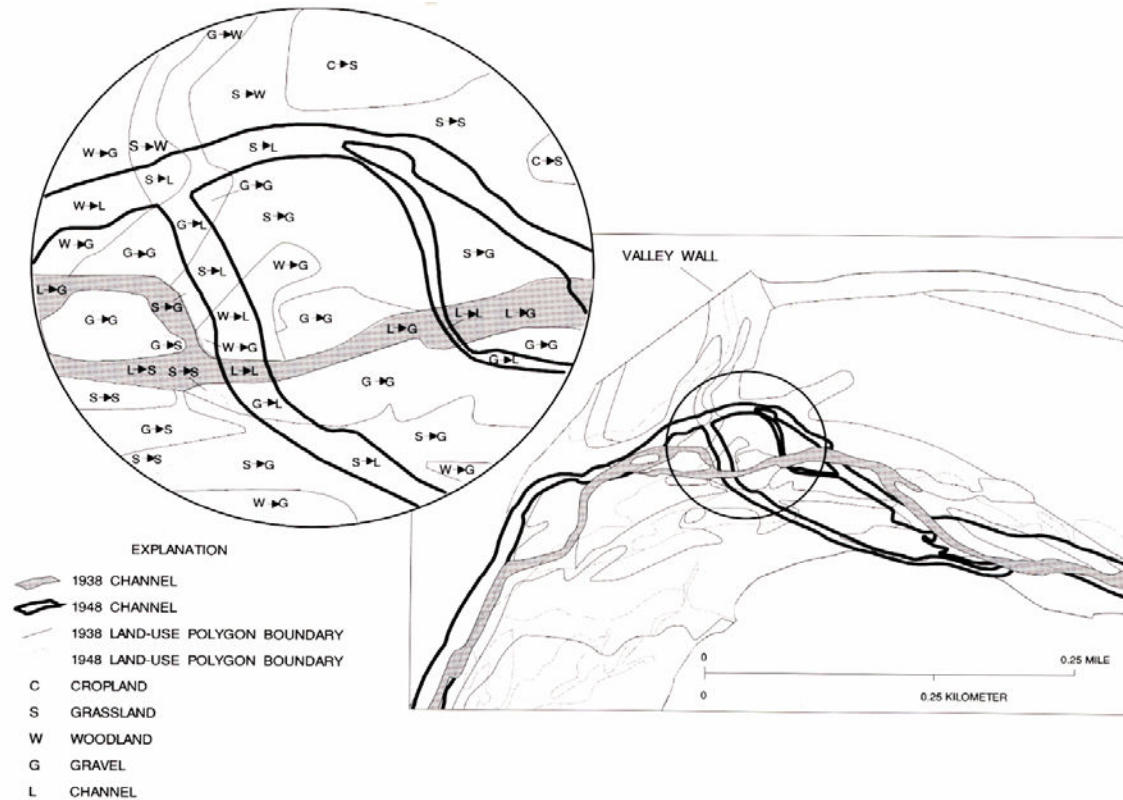 G→W
C→S
S→W
S→S
W→G
S→W
S→L
C→S
S→L
G→G
W→L
S→G
G→L
W→G
G→G
S→G
W→G
S→L
L→G
S→G
G→G
W→L
G→G
L→G
L→L
L→G
G→S
W→G
G→G
G→L
L→S
S→S
L→L
G→G
S→S
G→L
G→S
S→G
S→S
S→G
S→L
W→G
W→G
VALLEY WALL
EXPLANATION
1938 CHANNEL
1948 CHANNEL
1938 LAND-USE POLYGON BOUNDARY
1948 LAND-USE POLYGON BOUNDARY
C CROPLAND
S GRASSLAND
W WOODLAND
G GRAVEL
L CHANNEL
0
0.25 MILE
0
0.25 KILOMETER